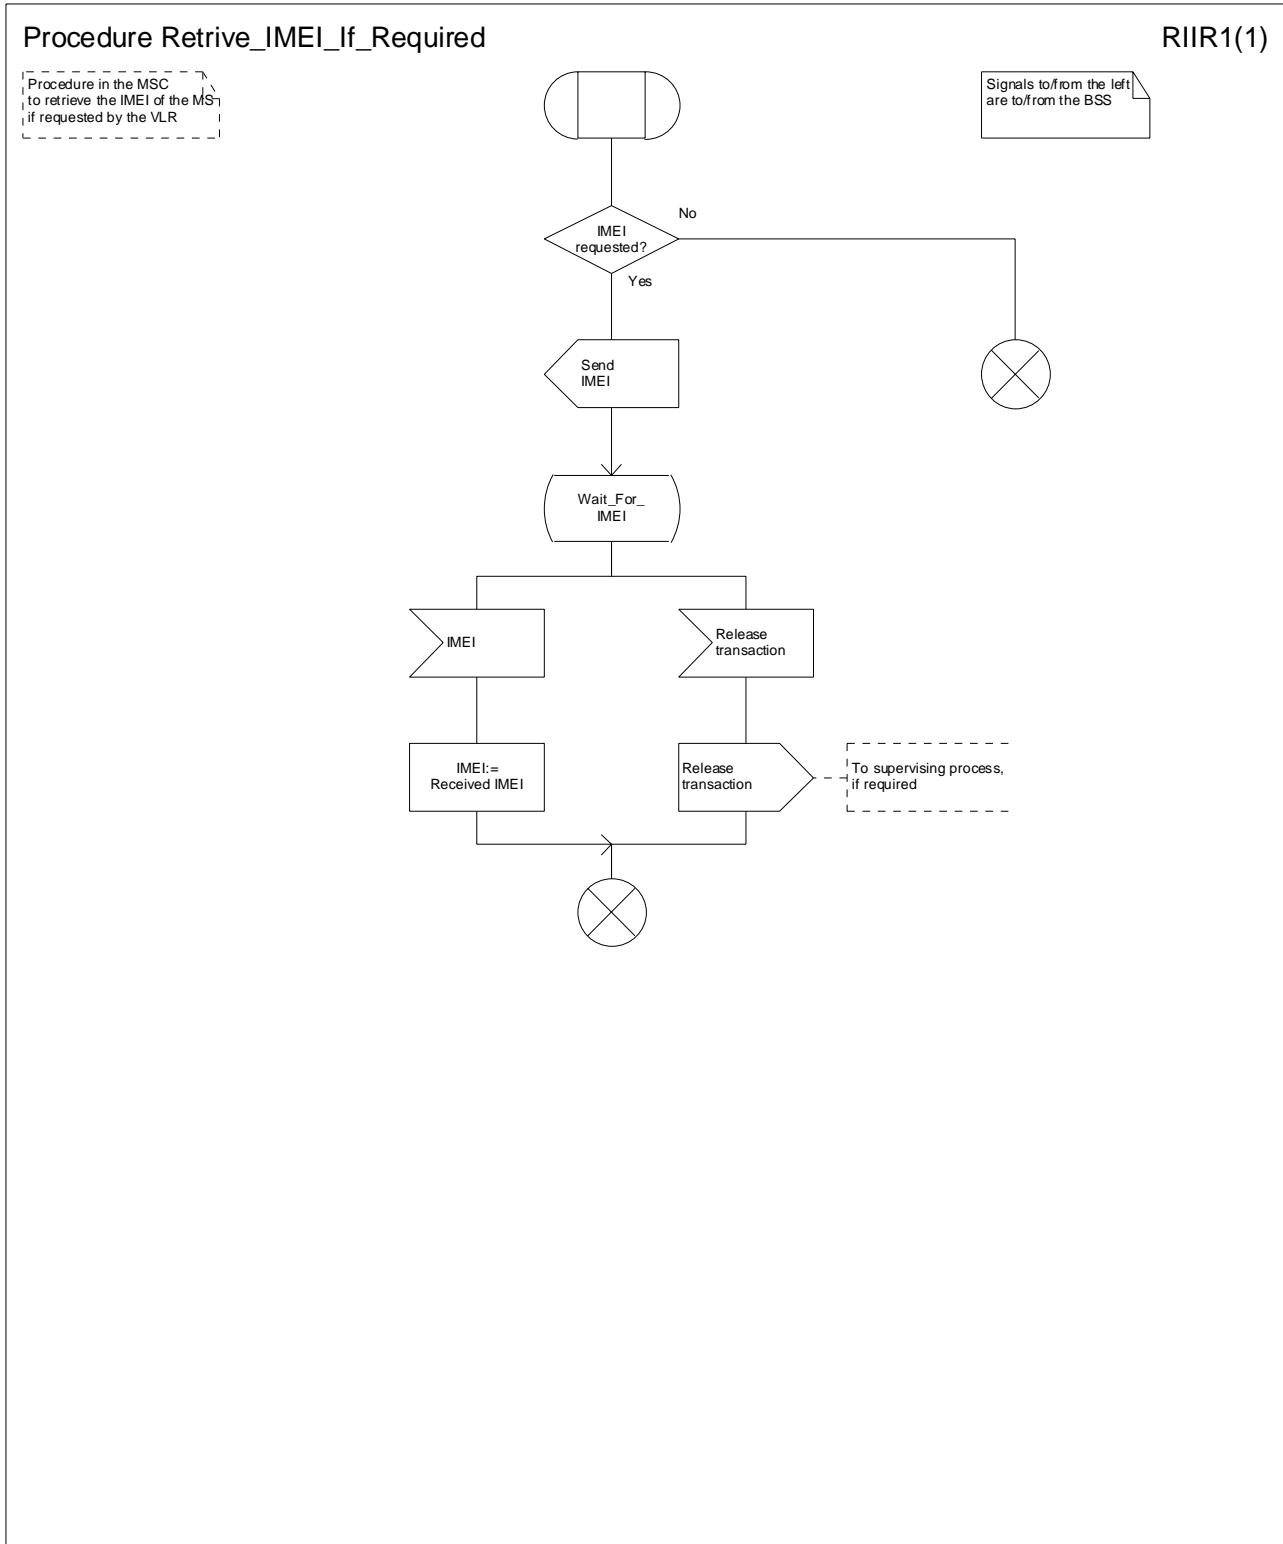 Procedure Retrive_IMEI_If_Required
RIIR1(1)
Procedure in the MSC
to retrieve the IMEI of the MS
if requested by the VLR
Signals to/from the left
are to/from the BSS
No
IMEI
requested?
Yes
Send
IMEI
Wait_For_
IMEI
IMEI
Release
transaction
IMEI:=
Received IMEI
Release
transaction
To supervising process,
if required